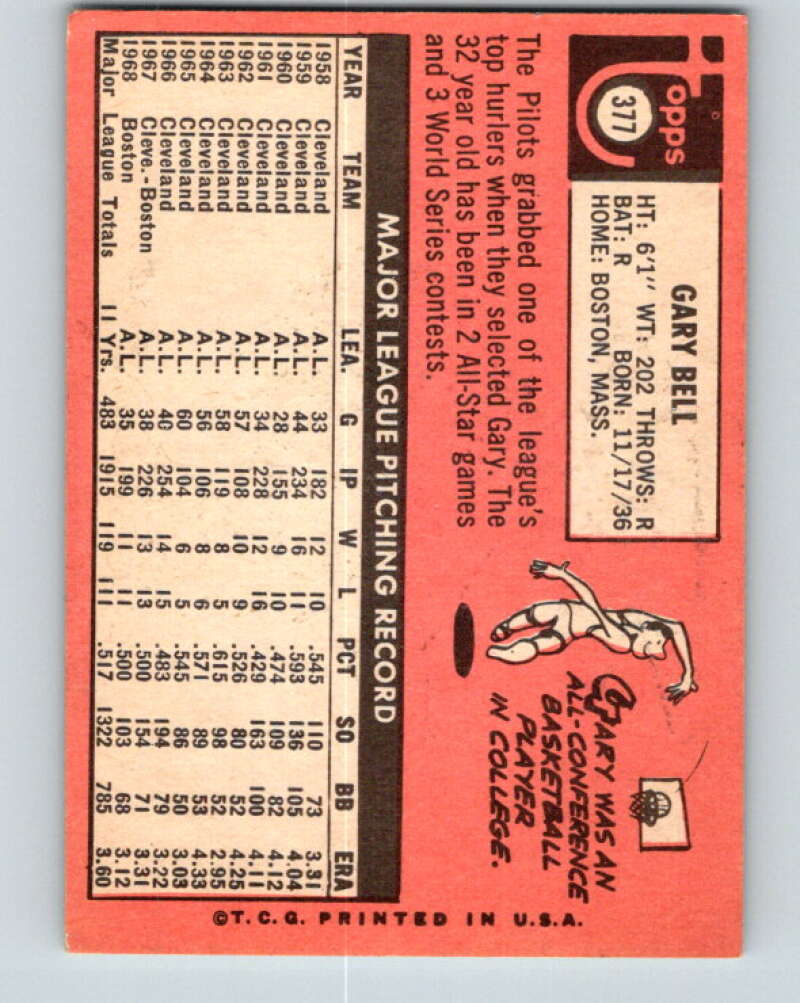 Topps
377
GARY BELL
HT: 6'1" WT: 202 THROWS: R
BAT: R BORN: 11/17/36
HOME: BOSTON, MASS.
The Pilots grabbed one of the league's
top hurlers when they selected Gary. The
32 year old has been in 2 All-Star games
and 3 World Series contests.
GARY WAS AN
ALL-CONFERENCE
BASKETBALL
PLAYER
IN COLLEGE.
MAJOR LEAGUE PITCHING RECORD
YEAR TEAM LEA. G IP W L PCT SO BB ERA
1958 Cleveland A.L. 33 182 12 10 .545 110 73 3.31
1959 Cleveland A.L. 44 234 16 11 .593 136 105 4.04
1960 Cleveland A.L. 28 155 9 10 .474 109 82 4.12
1961 Cleveland A.L. 34 228 12 16 .429 163 100 4.11
1962 Cleveland A.L. 57 108 10 9 .526 80 52 4.25
1963 Cleveland A.L. 58 119 8 5 .615 98 52 2.95
1964 Cleveland A.L. 56 106 8 6 .571 89 53 4.33
1965 Cleveland A.L. 60 104 6 5 .545 86 50 3.03
1966 Cleveland A.L. 40 254 14 15 .483 194 79 3.22
1967 Cleve.-Boston A.L. 38 226 13 13 .500 154 71 3.31
1968 Boston A.L. 35 199 11 11 .500 103 68 3.12
Major League Totals 11 Yrs. 483 1915 119 111 .517 1322 785 3.60
©T.C.G. PRINTED IN U.S.A.